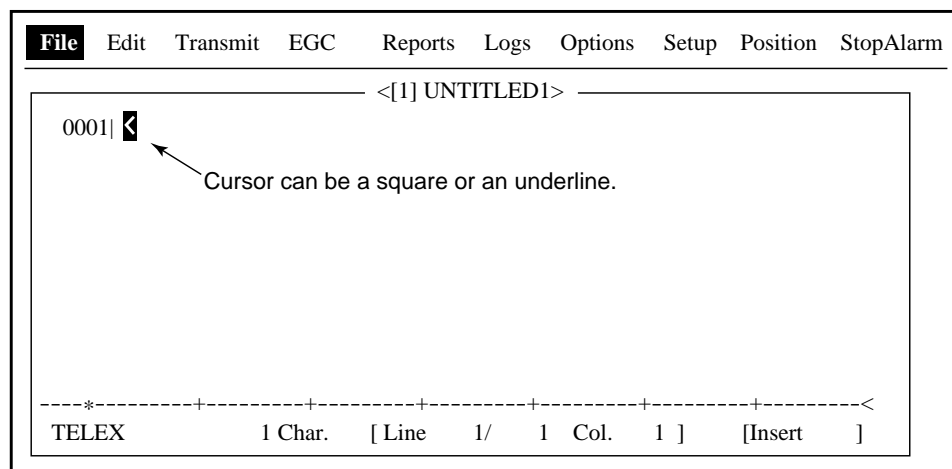 File Edit Transmit EGC Reports Logs Options Setup Position StopAlarm
<[1] UNTITLED1>
0001| <
Cursor can be a square or an underline.
----*---------+---------+---------+---------+---------+---------+---------<
TELEX 1 Char. [ Line 1/ 1 Col. 1 ] [Insert ]